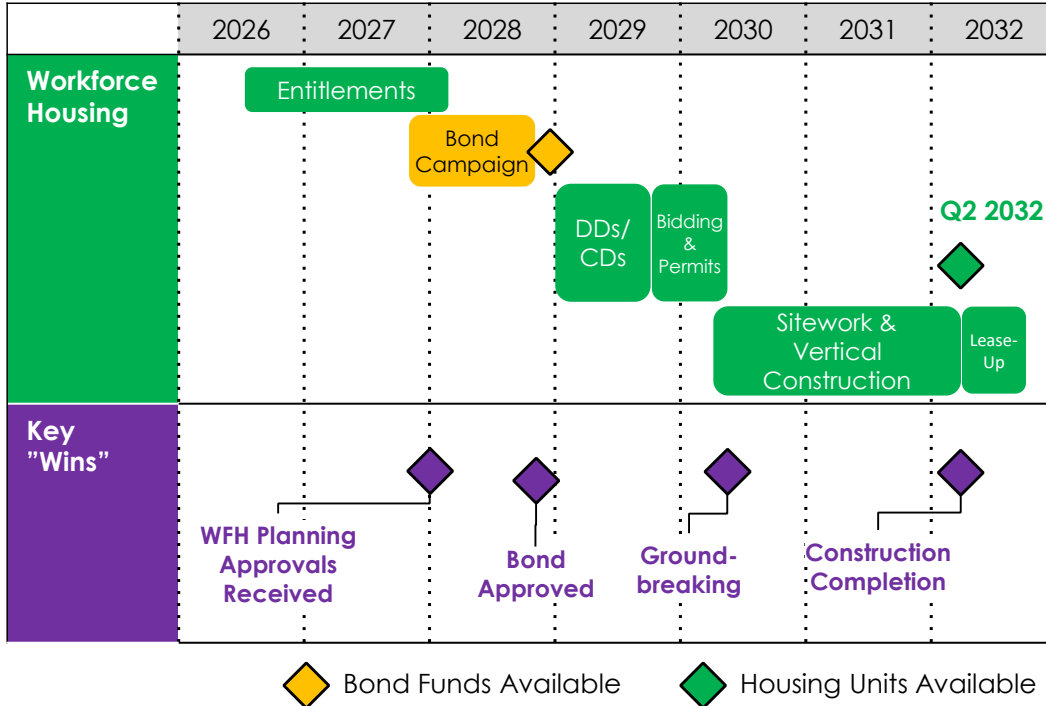 2026 2027 2028 2029 2030 2031 2032
Workforce
Housing
Entitlements
Bond
Campaign
DDs/
CDs
Bidding
&
Permits
Q2 2032
Sitework &
Vertical
Construction
Lease-
Up
Key
”Wins”
WFH Planning
Approvals
Received
Bond
Approved
Ground-
breaking
Construction
Completion
Bond Funds Available
Housing Units Available